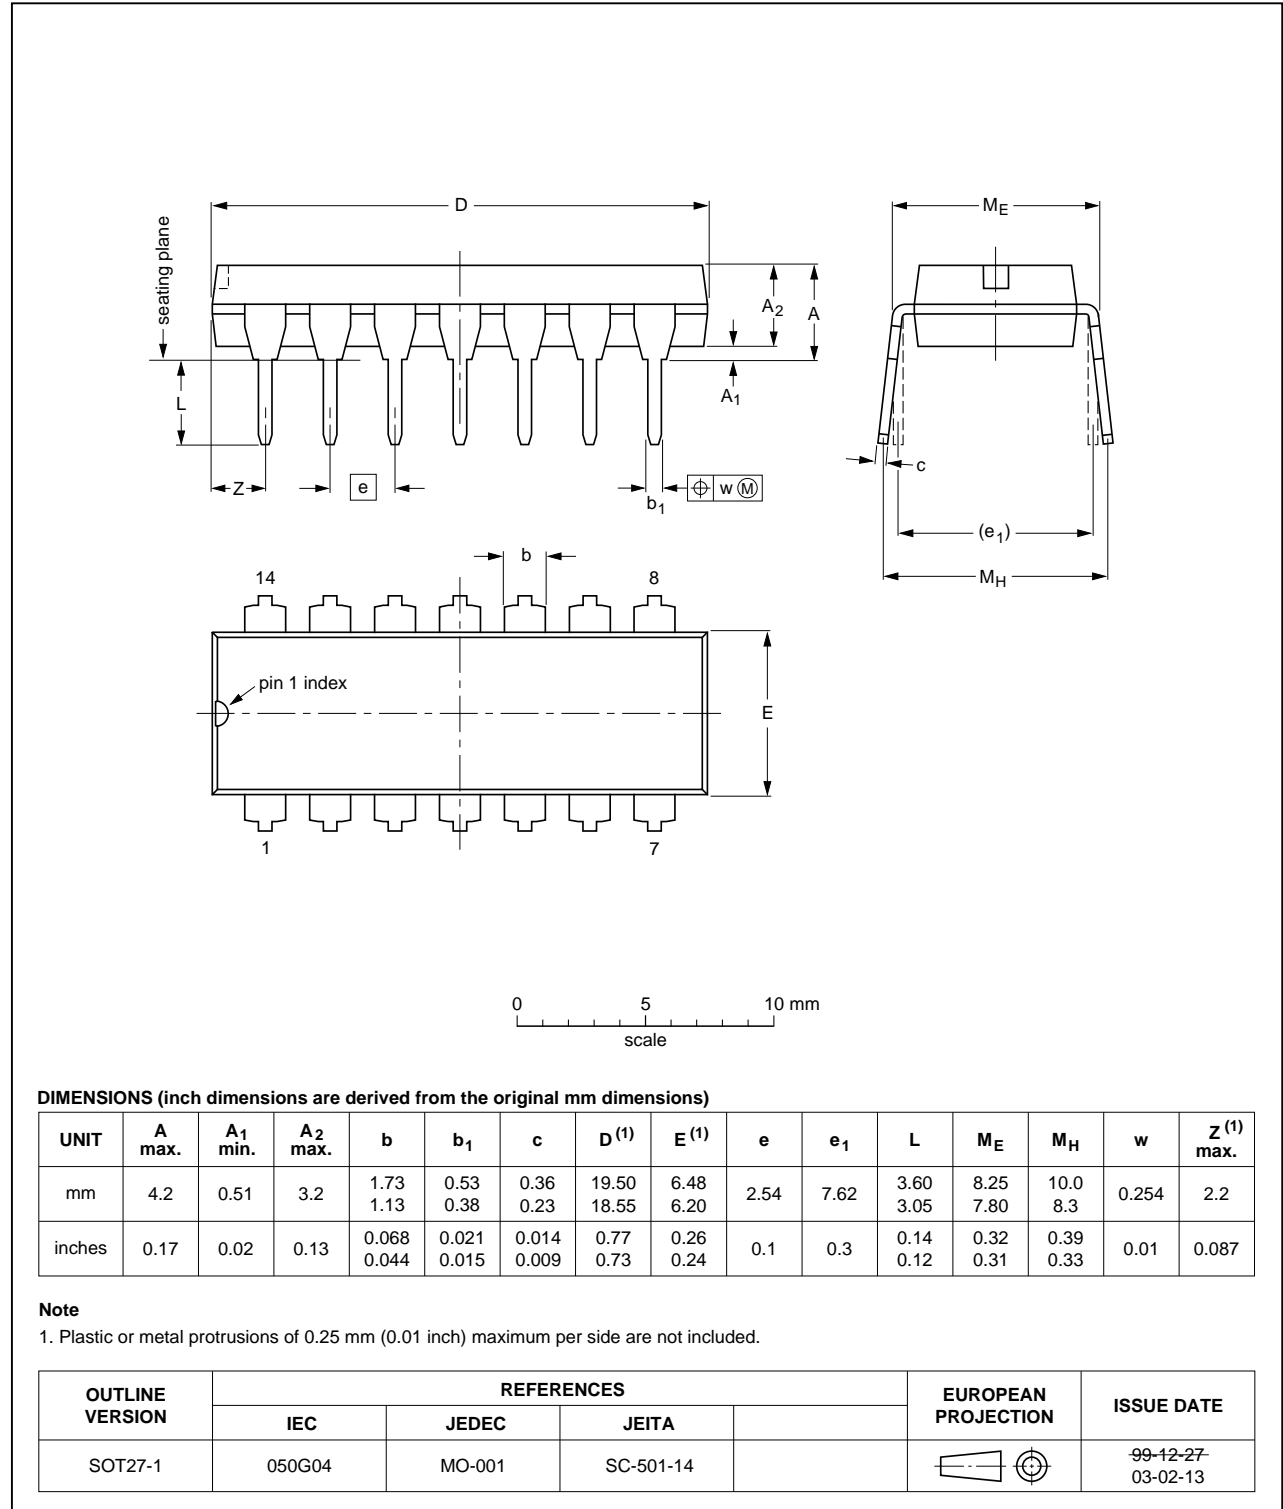 D
M_E
seating plane
A_2
A
L
A_1
c
Z
e
b_1
w M
(e_1)
M_H
b
14
8
pin 1 index
E
1
7
0 5 10 mm
scale
DIMENSIONS (inch dimensions are derived from the original mm dimensions)
UNIT A max. A1 min. A2 max. b b1 c D(1) E(1) e e1 L ME MH w Z(1) max.
mm 4.2 0.51 3.2 1.73 1.13 0.53 0.38 0.36 0.23 19.50 18.55 6.48 6.20 2.54 7.62 3.60 3.05 8.25 7.80 10.0 8.3 0.254 2.2
inches 0.17 0.02 0.13 0.068 0.044 0.021 0.015 0.014 0.009 0.77 0.73 0.26 0.24 0.1 0.3 0.14 0.12 0.32 0.31 0.39 0.33 0.01 0.087
Note
1. Plastic or metal protrusions of 0.25 mm (0.01 inch) maximum per side are not included.
OUTLINE VERSION REFERENCES EUROPEAN PROJECTION ISSUE DATE
IEC JEDEC JEITA
SOT27-1 050G04 MO-001 SC-501-14 99-12-27
03-02-13